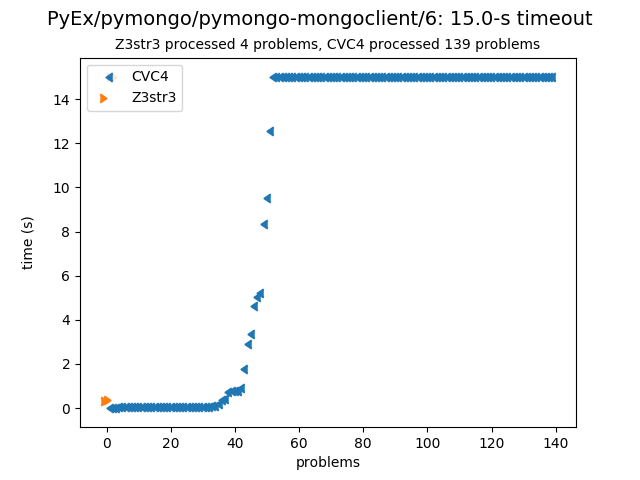 PyEx/pymongo/pymongo-mongoclient/6: 15.0-s timeout
Z3str3 processed 4 problems, CVC4 processed 139 problems
CVC4
Z3str3
14
12
10
8
6
4
2
0
time (s)
0 20 40 60 80 100 120 140
problems